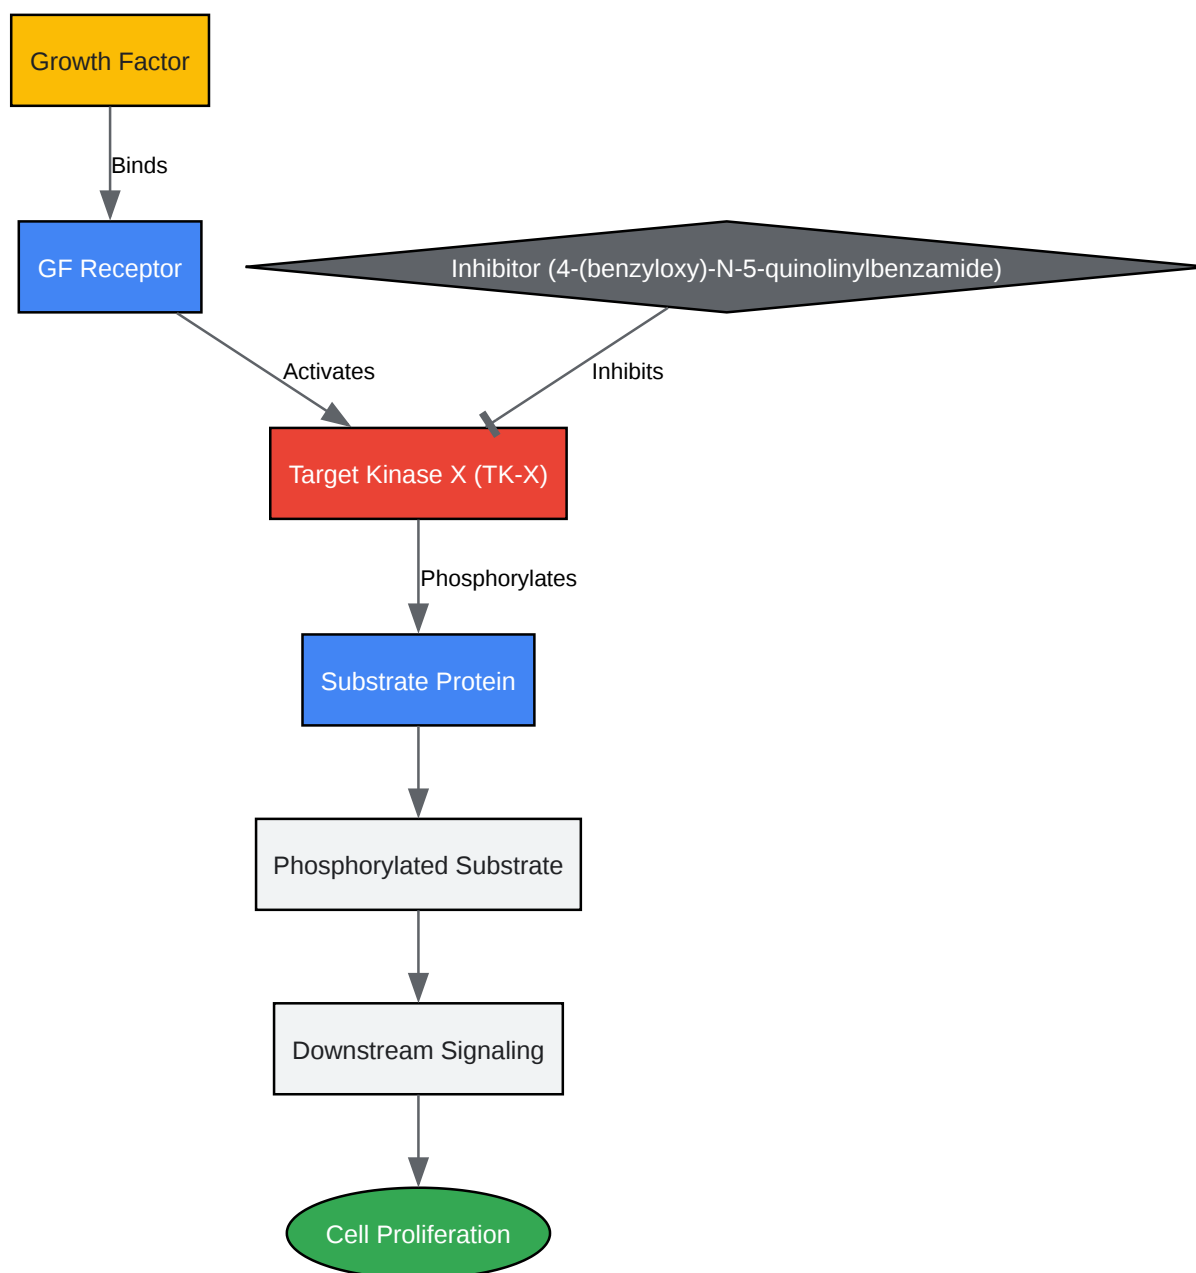 Growth Factor
Binds
GF Receptor
Inhibitor (4-(benzyloxy)-N-5-quinolinylbenzamide)
Activates
Inhibits
Target Kinase X (TK-X)
Phosphorylates
Substrate Protein
Phosphorylated Substrate
Downstream Signaling
Cell Proliferation